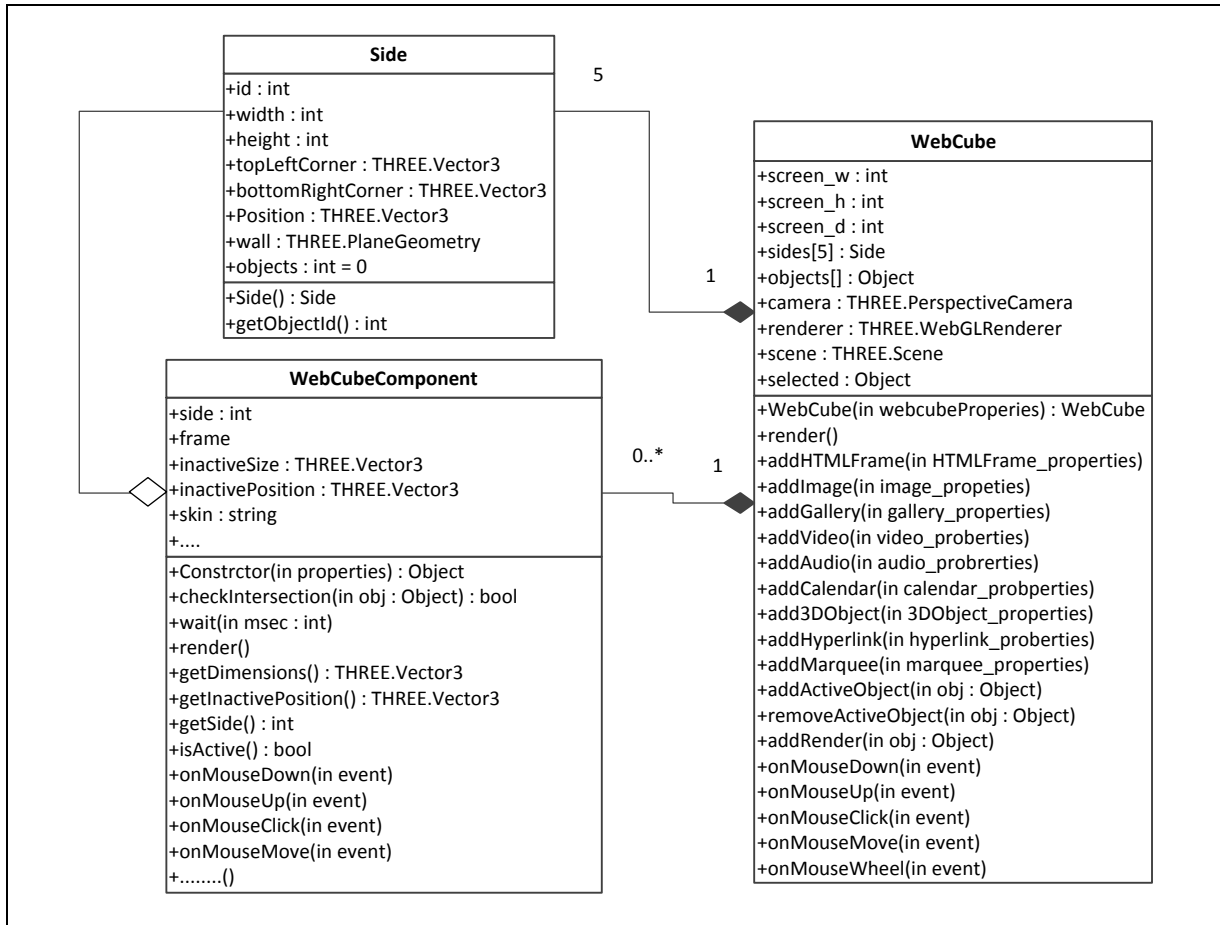 Side
+id : int
+width : int
+height : int
+topLeftCorner : THREE.Vector3
+bottomRightCorner : THREE.Vector3
+Position : THREE.Vector3
+wall : THREE.PlaneGeometry
+objects : int = 0
+Side() : Side
+getObjectId() : int
5
1
WebCube
+screen_w : int
+screen_h : int
+screen_d : int
+sides[5] : Side
+objects[] : Object
+camera : THREE.PerspectiveCamera
+renderer : THREE.WebGLRenderer
+scene : THREE.Scene
+selected : Object
+WebCube(in webcubeProperies) : WebCube
+render()
+addHTMLFrame(in HTMLFrame_properties)
+addImage(in image_propeties)
+addGallery(in gallery_properties)
+addVideo(in video_proberties)
+addAudio(in audio_probrerties)
+addCalendar(in calendar_probperties)
+add3DObject(in 3DObject_properties)
+addHyperlink(in hyperlink_proberties)
+addMarquee(in marquee_properties)
+addActiveObject(in obj : Object)
+removeActiveObject(in obj : Object)
+addRender(in obj : Object)
+onMouseDown(in event)
+onMouseUp(in event)
+onMouseClick(in event)
+onMouseMove(in event)
+onMouseWheel(in event)
WebCubeComponent
+side : int
+frame
+inactiveSize : THREE.Vector3
+inactivePosition : THREE.Vector3
+skin : string
+....
+Constrctor(in properties) : Object
+checkIntersection(in obj : Object) : bool
+wait(in msec : int)
+render()
+getDimensions() : THREE.Vector3
+getInactivePosition() : THREE.Vector3
+getSide() : int
+isActive() : bool
+onMouseDown(in event)
+onMouseUp(in event)
+onMouseClick(in event)
+onMouseMove(in event)
+........()
0..*
1